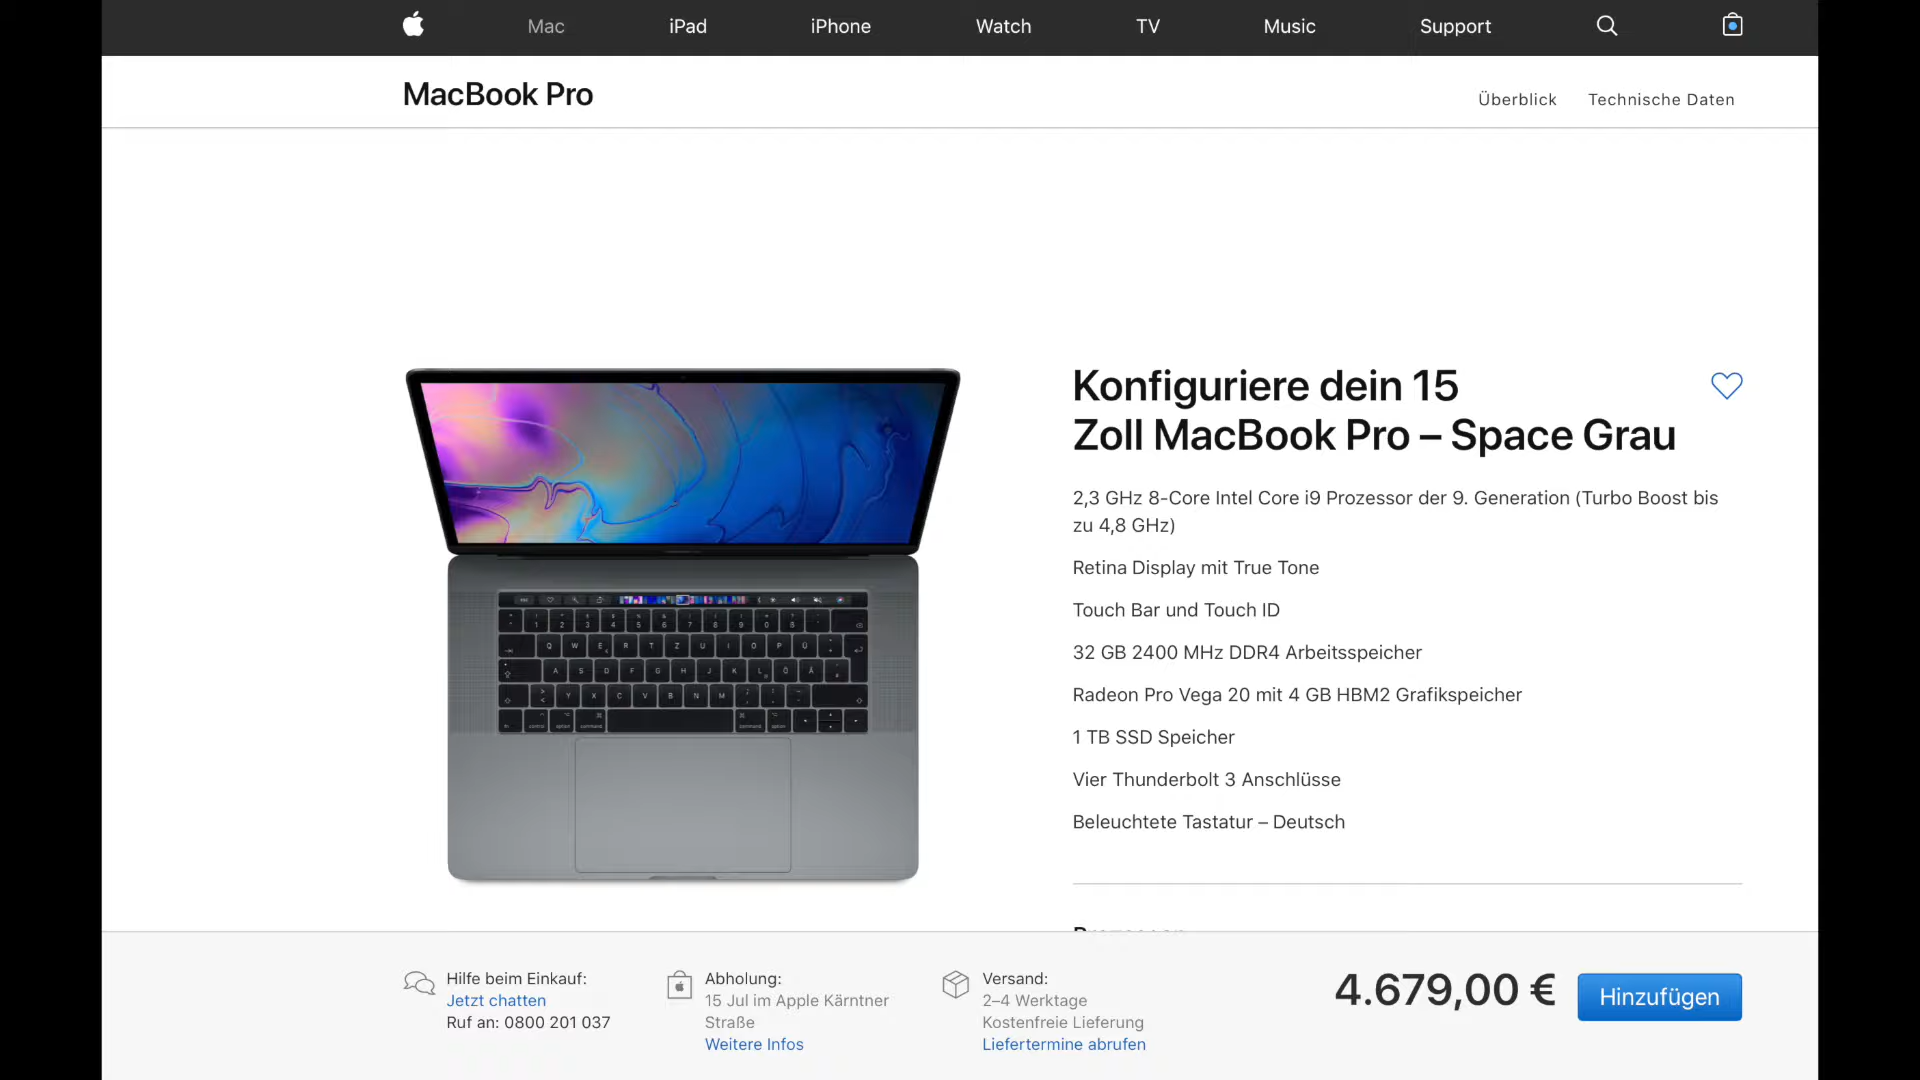 Mac
iPad
iPhone
Watch
TV
Music
Support
MacBook Pro
Überblick
Technische Daten
Konfiguriere dein 15
Zoll MacBook Pro – Space Grau
2,3 GHz 8-Core Intel Core i9 Prozessor der 9. Generation (Turbo Boost bis
zu 4,8 GHz)
Retina Display mit True Tone
Touch Bar und Touch ID
32 GB 2400 MHz DDR4 Arbeitsspeicher
Radeon Pro Vega 20 mit 4 GB HBM2 Grafikspeicher
1 TB SSD Speicher
Vier Thunderbolt 3 Anschlüsse
Beleuchtete Tastatur – Deutsch
Hilfe beim Einkauf:
Jetzt chatten
Ruf an: 0800 201 037
Abholung:
15 Jul im Apple Kärntner
Straße
Weitere Infos
Versand:
2–4 Werktage
Kostenfreie Lieferung
Liefertermine abrufen
4.679,00 €
Hinzufügen